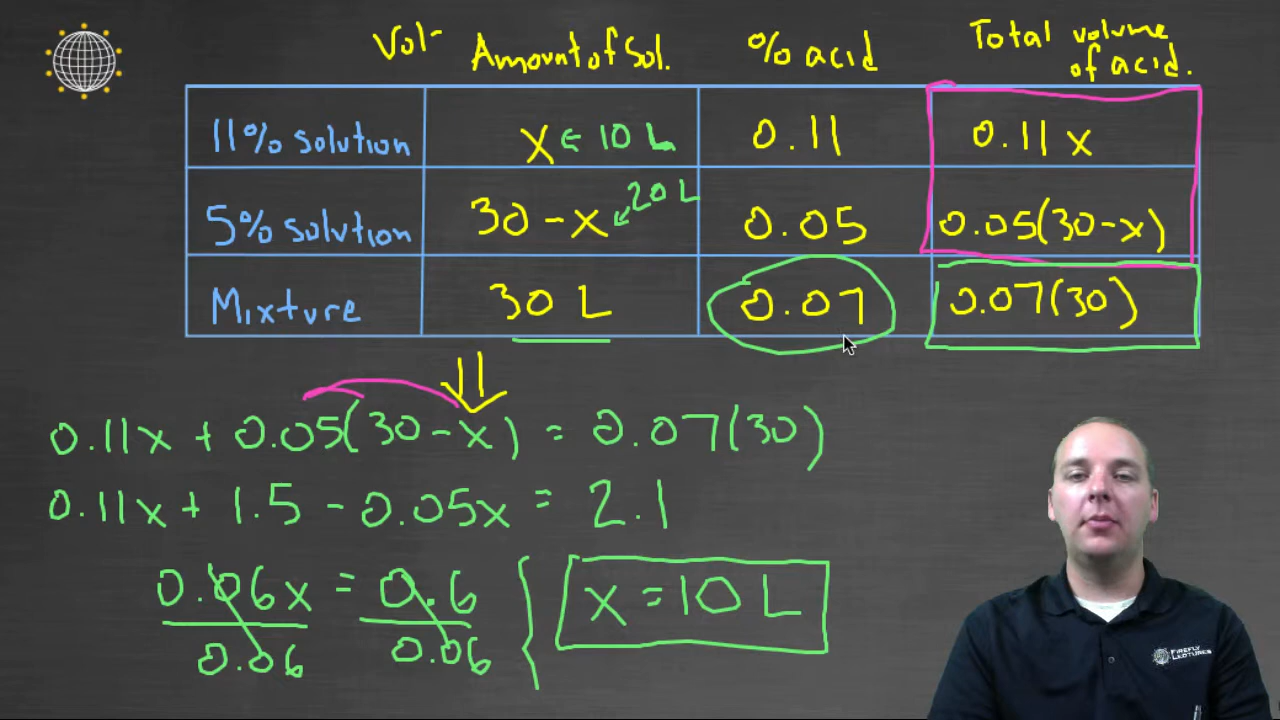 Vol- Amount of Sol. % acid Total volume of acid.
11% solution x ← 10 L 0.11 0.11 x
20 L
5% solution 30 - x 0.05 0.05(30-x)
Mixture 30 L 0.07 0.07(30)
0.11x + 0.05(30 - x) = 0.07(30)
0.11x + 1.5 - 0.05x = 2.1
0.06x = 0.6
0.06 0.06
x = 10 L
FIREFLY
LECTURES